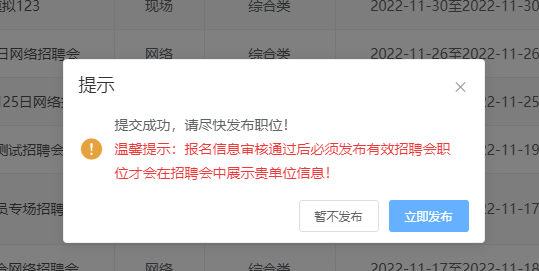 拟123 现场 综合类 2022-11-30至2022-11-30
日网络招聘会 网络 综合类 2022-11-26至2022-11-26
提示
125日网络招 2-11-25
提交成功，请尽快发布职位！
温馨提示：报名信息审核通过后必须发布有效招聘会职
测试招聘会 2-11-19
位才会在招聘会中展示贵单位信息！
员专场招聘 2-11-17
暂不发布 立即发布
会网络招聘会 网络 综合类 2022-11-17至2022-11-18